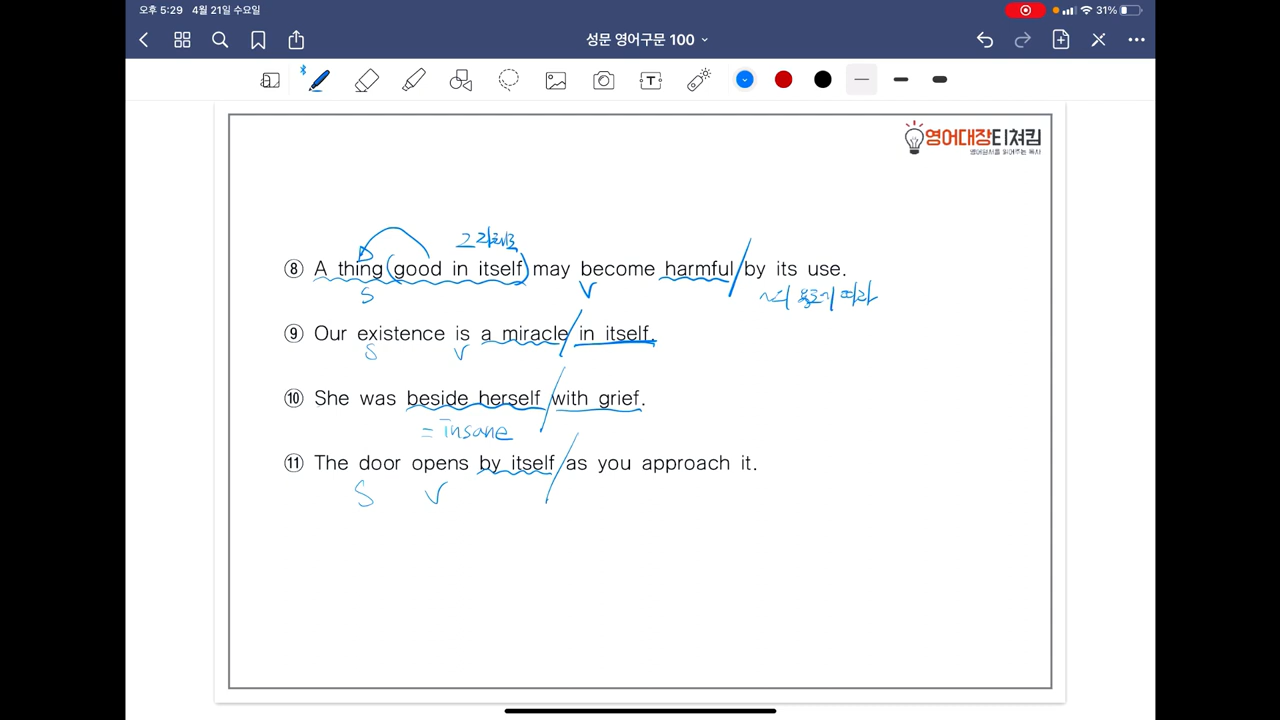 오후 5:29 4월 21일 수요일
31%
성문 영어구문 100
영어대장티쳐킴
그 자체로
⑧ A thing (good in itself) may become harmful / by its use.
S V
~의 용도에 따라
⑨ Our existence is a miracle / in itself.
S V
⑩ She was beside herself / with grief.
= insane
⑪ The door opens by itself / as you approach it.
S V